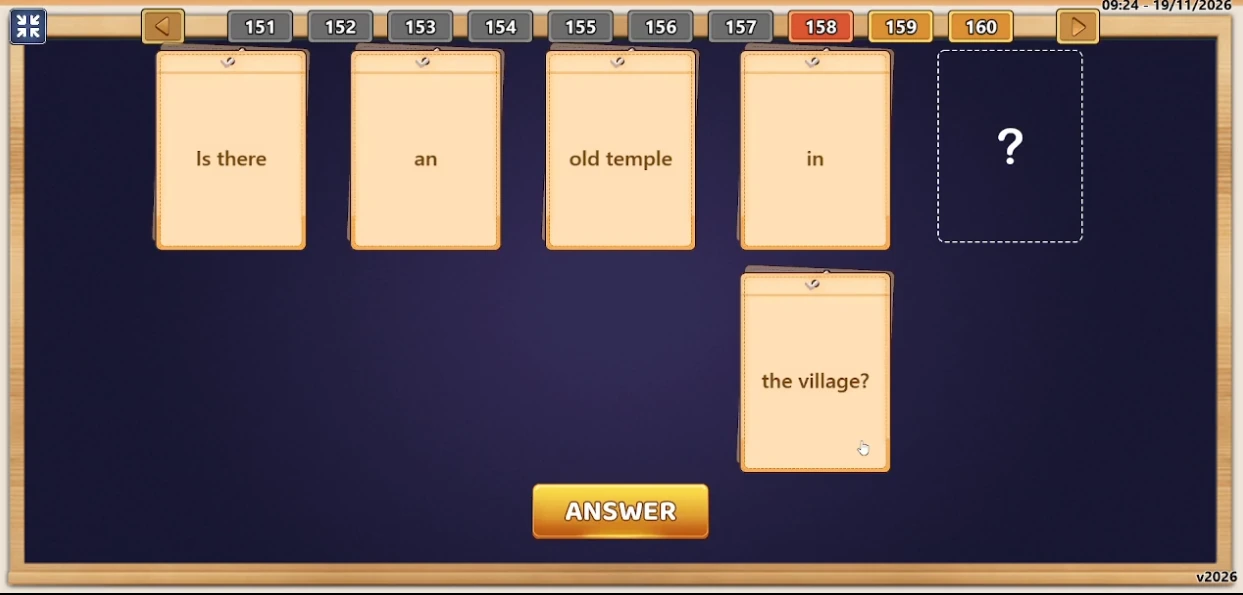 09:24 - 19/11/2026
151 152 153 154 155 156 157 158 159 160
Is there an old temple in ?
the village?
ANSWER
v2026